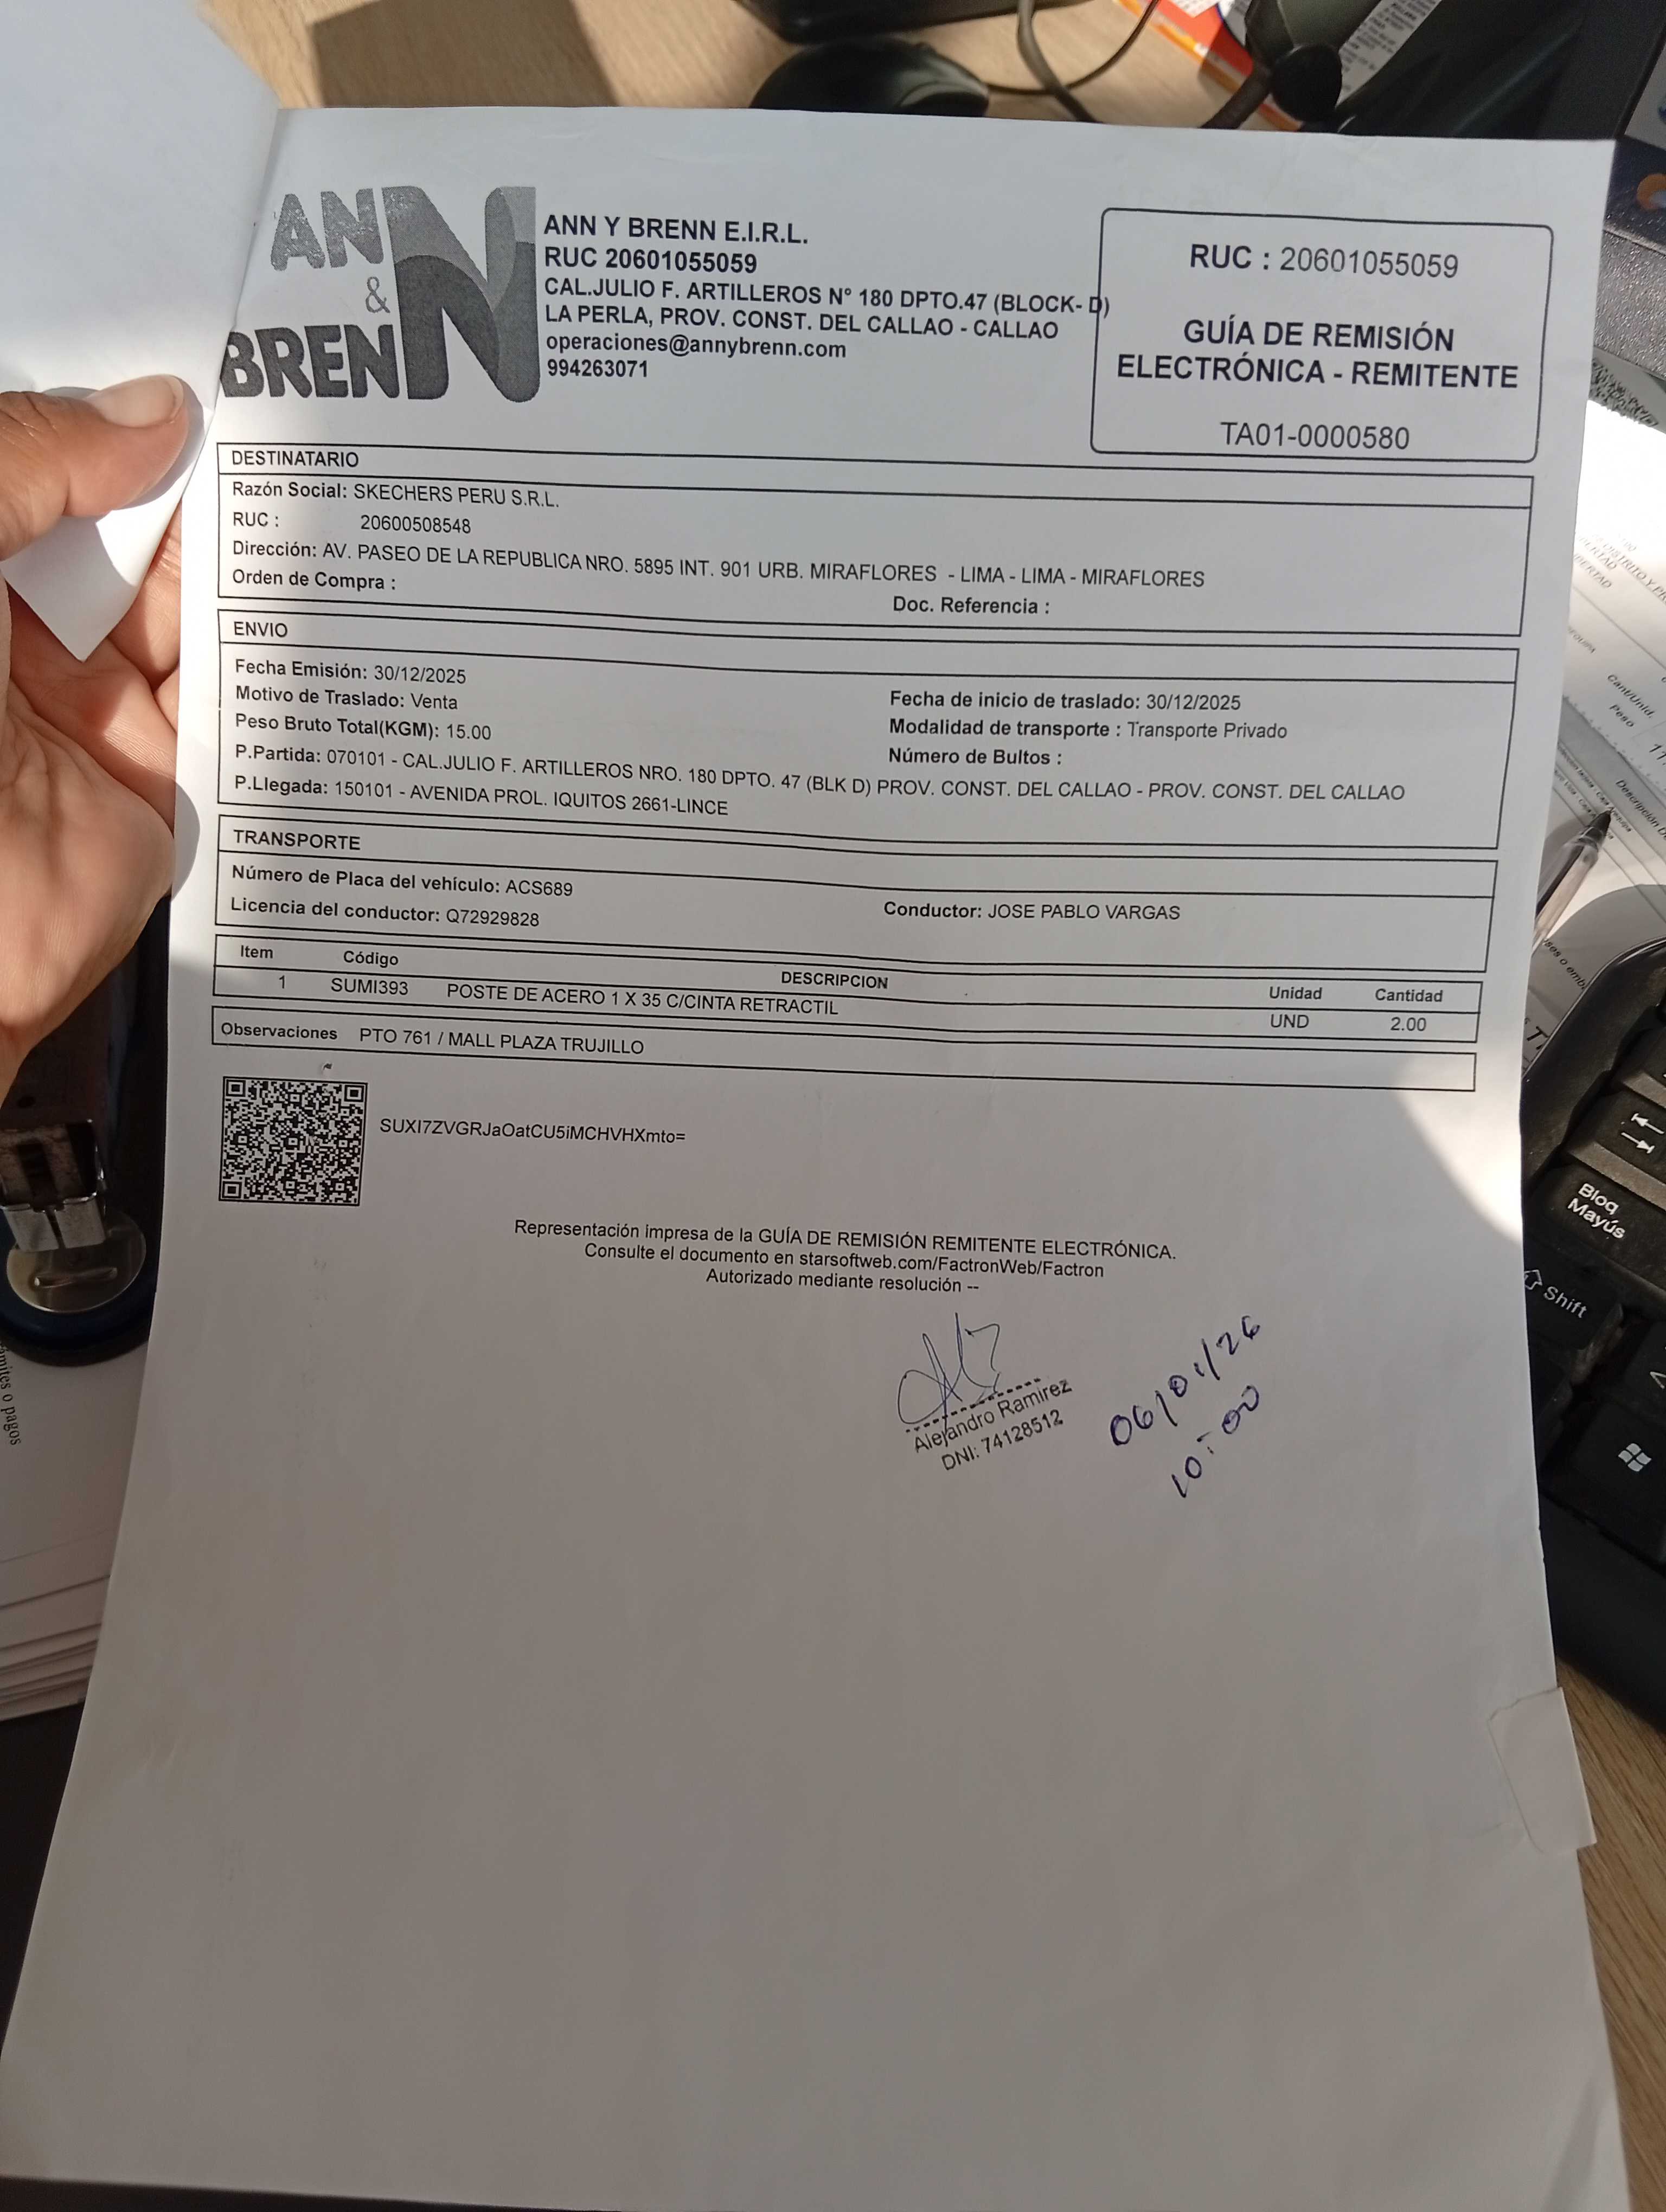 ANN
&
BRENN
ANN Y BRENN E.I.R.L.
RUC 20601055059
CAL.JULIO F. ARTILLEROS N° 180 DPTO.47 (BLOCK- D)
LA PERLA, PROV. CONST. DEL CALLAO - CALLAO
operaciones@annybrenn.com
994263071
RUC : 20601055059
GUÍA DE REMISIÓN
ELECTRÓNICA - REMITENTE
TA01-0000580
DESTINATARIO
Razón Social: SKECHERS PERU S.R.L.
RUC : 20600508548
Dirección: AV. PASEO DE LA REPUBLICA NRO. 5895 INT. 901 URB. MIRAFLORES - LIMA - LIMA - MIRAFLORES
Orden de Compra : Doc. Referencia :
ENVIO
Fecha Emisión: 30/12/2025 Fecha de inicio de traslado: 30/12/2025
Motivo de Traslado: Venta Modalidad de transporte : Transporte Privado
Peso Bruto Total(KGM): 15.00 Número de Bultos :
P.Partida: 070101 - CAL.JULIO F. ARTILLEROS NRO. 180 DPTO. 47 (BLK D) PROV. CONST. DEL CALLAO - PROV. CONST. DEL CALLAO
P.Llegada: 150101 - AVENIDA PROL. IQUITOS 2661-LINCE
TRANSPORTE
Número de Placa del vehículo: ACS689
Licencia del conductor: Q72929828 Conductor: JOSE PABLO VARGAS
Item Código DESCRIPCION Unidad Cantidad
1 SUMI393 POSTE DE ACERO 1 X 35 C/CINTA RETRACTIL UND 2.00
Observaciones PTO 761 / MALL PLAZA TRUJILLO
SUXI7ZVGRJaOatCU5iMCHVHXmto=
Representación impresa de la GUÍA DE REMISIÓN REMITENTE ELECTRÓNICA.
Consulte el documento en starsoftweb.com/FactronWeb/Factron
Autorizado mediante resolución --
Alejandro Ramirez
DNI: 74128512
06/01/26
10:00
Cant/Unid.
Peso
Bloq
Mayús
Shift
o pagos